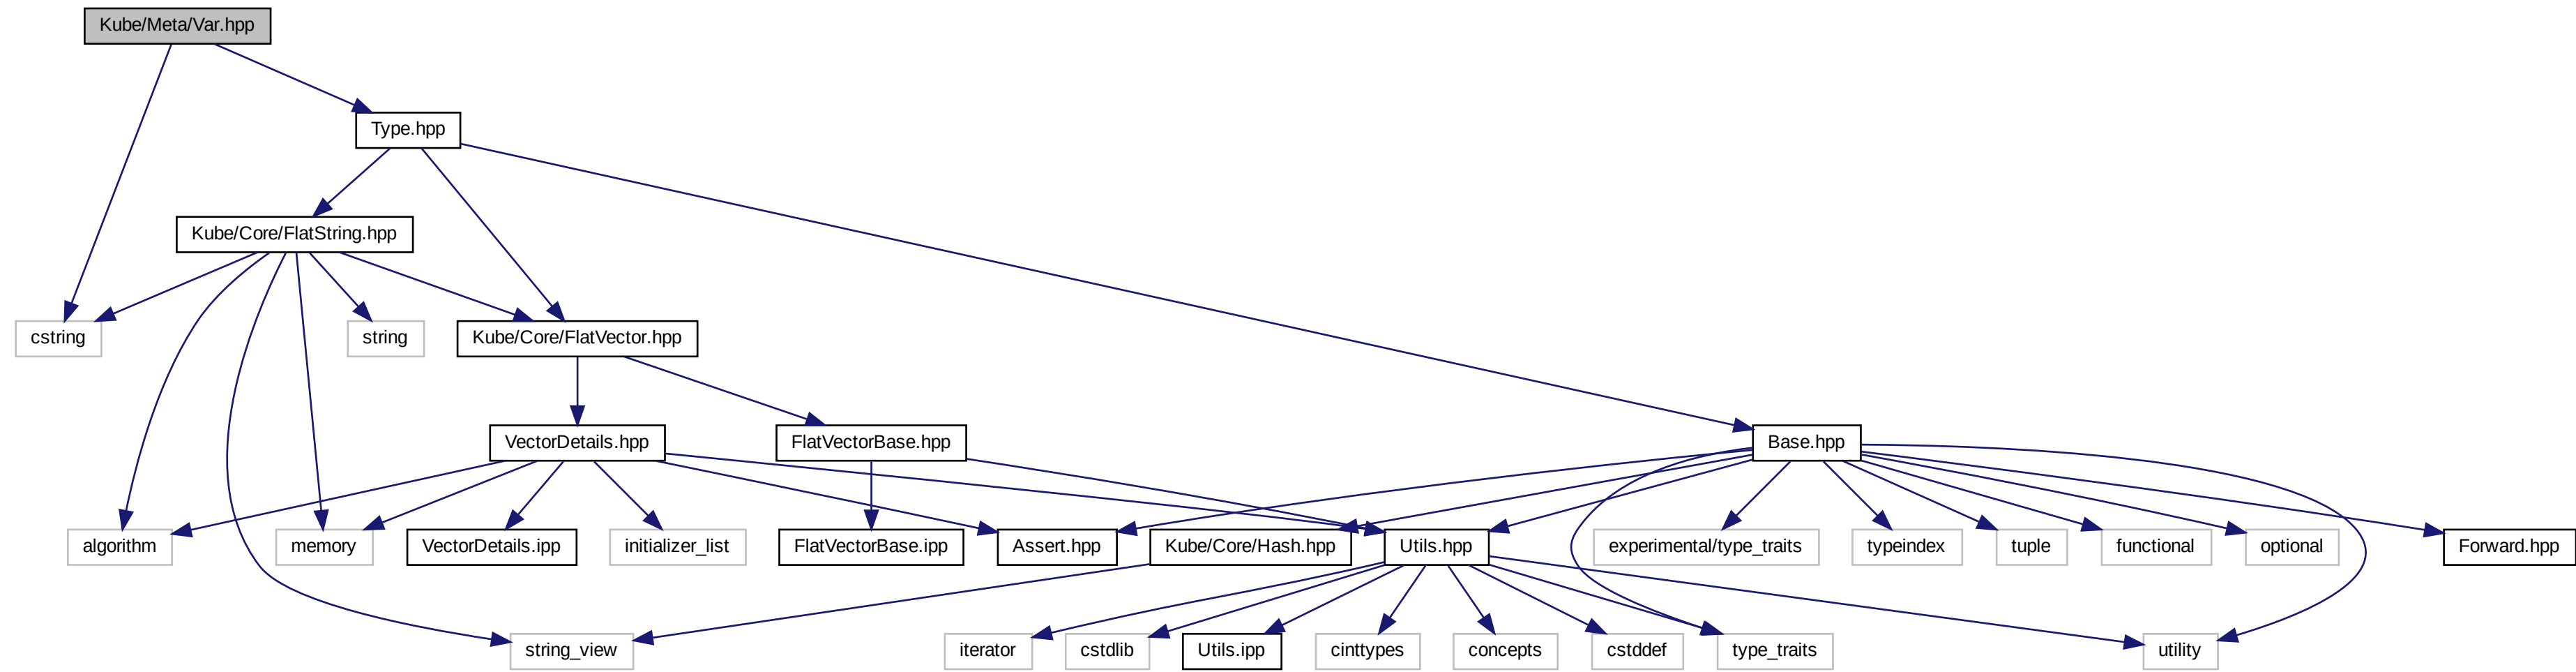 Kube/Meta/Var.hpp
Type.hpp
Kube/Core/FlatString.hpp
cstring
string
Kube/Core/FlatVector.hpp
VectorDetails.hpp
FlatVectorBase.hpp
Base.hpp
algorithm
memory
VectorDetails.ipp
initializer_list
FlatVectorBase.ipp
Assert.hpp
Kube/Core/Hash.hpp
Utils.hpp
experimental/type_traits
typeindex
tuple
functional
optional
Forward.hpp
string_view
iterator
cstdlib
Utils.ipp
cinttypes
concepts
cstddef
type_traits
utility